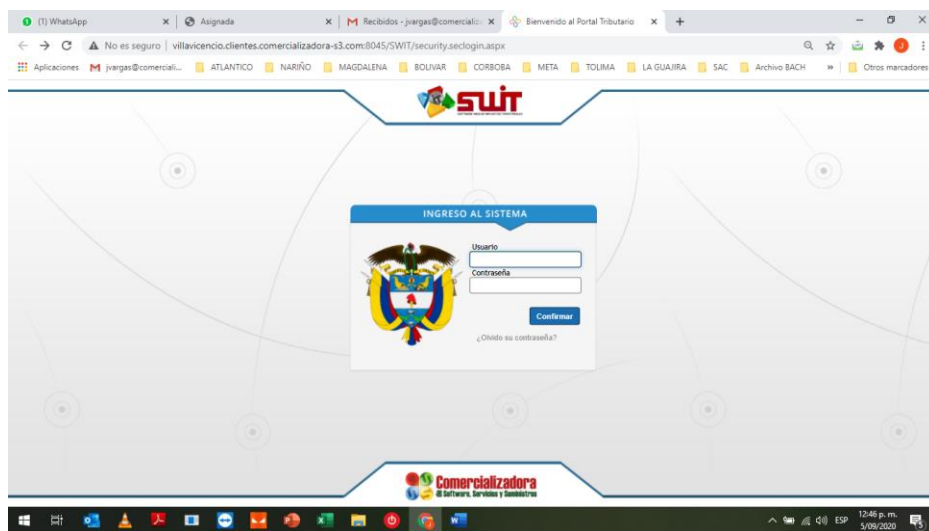 (1) WhatsApp
Asignada
Recibidos - jvargas@comercializ
Bienvenido al Portal Tributario
No es seguro | villavicencio.clientes.comercializadora-s3.com:8045/SWIT/security.seclogin.aspx
Aplicaciones
jvargas@comerciali...
ATLANTICO
NARIÑO
MAGDALENA
BOLIVAR
CORBOBA
META
TOLIMA
LA GUAJIRA
SAC
Archivo BACH
Otros marcadores
SWIT
INGRESO AL SISTEMA
Usuario
Contraseña
Confirmar
¿Olvido su contraseña?
Comercializadora
de Software, Servicios y Suministros
ESP
12:46 p. m.
5/09/2020